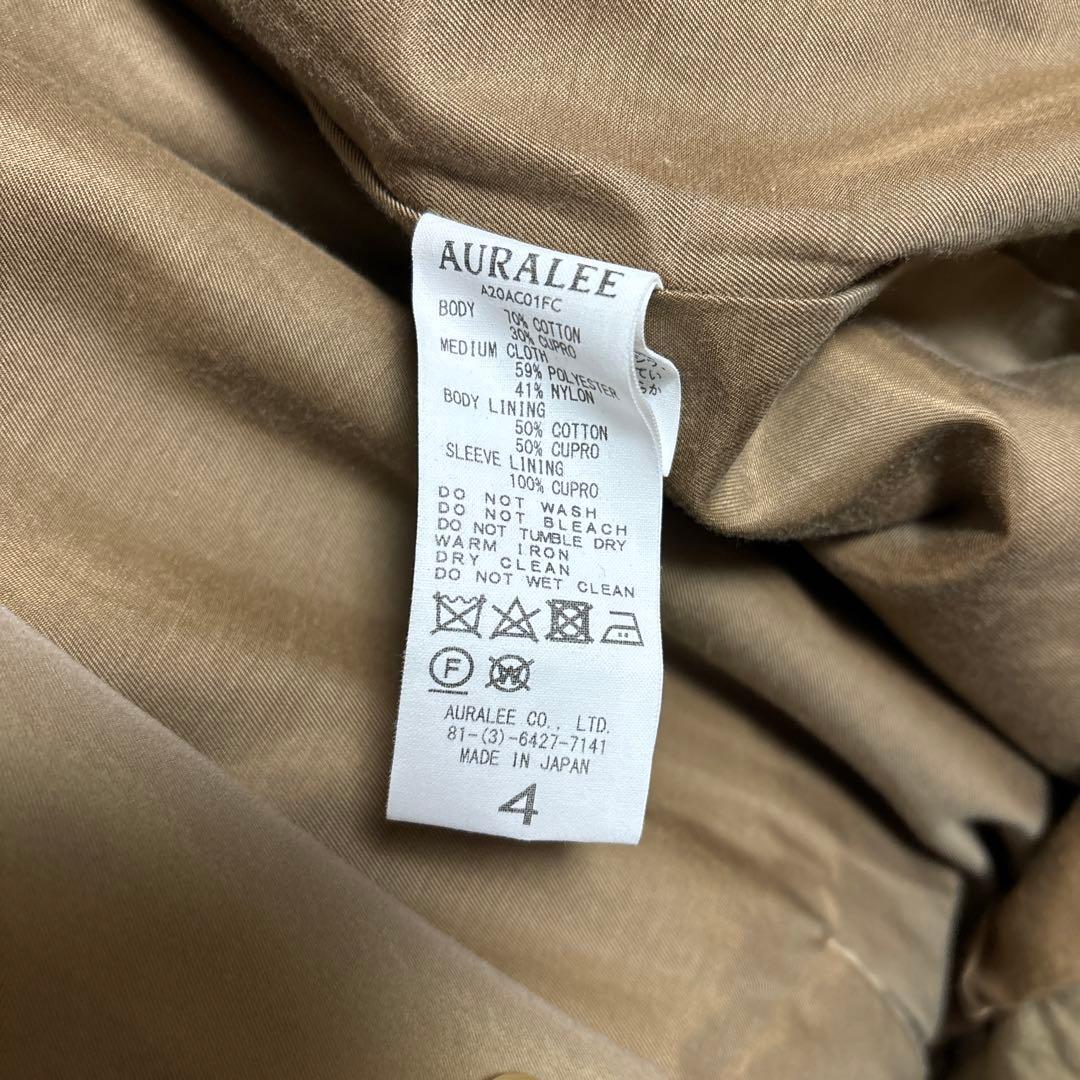 AURALEE
A20AC01FC
BODY 70% COTTON
30% CUPRO
MEDIUM CLOTH
59% POLYESTER
41% NYLON
BODY LINING
50% COTTON
50% CUPRO
SLEEVE LINING
100% CUPRO
DO NOT WASH
DO NOT BLEACH
DO NOT TUMBLE DRY
WARM IRON
DRY CLEAN
DO NOT WET CLEAN
F W
AURALEE CO., LTD.
81-(3)-6427-7141
MADE IN JAPAN
4